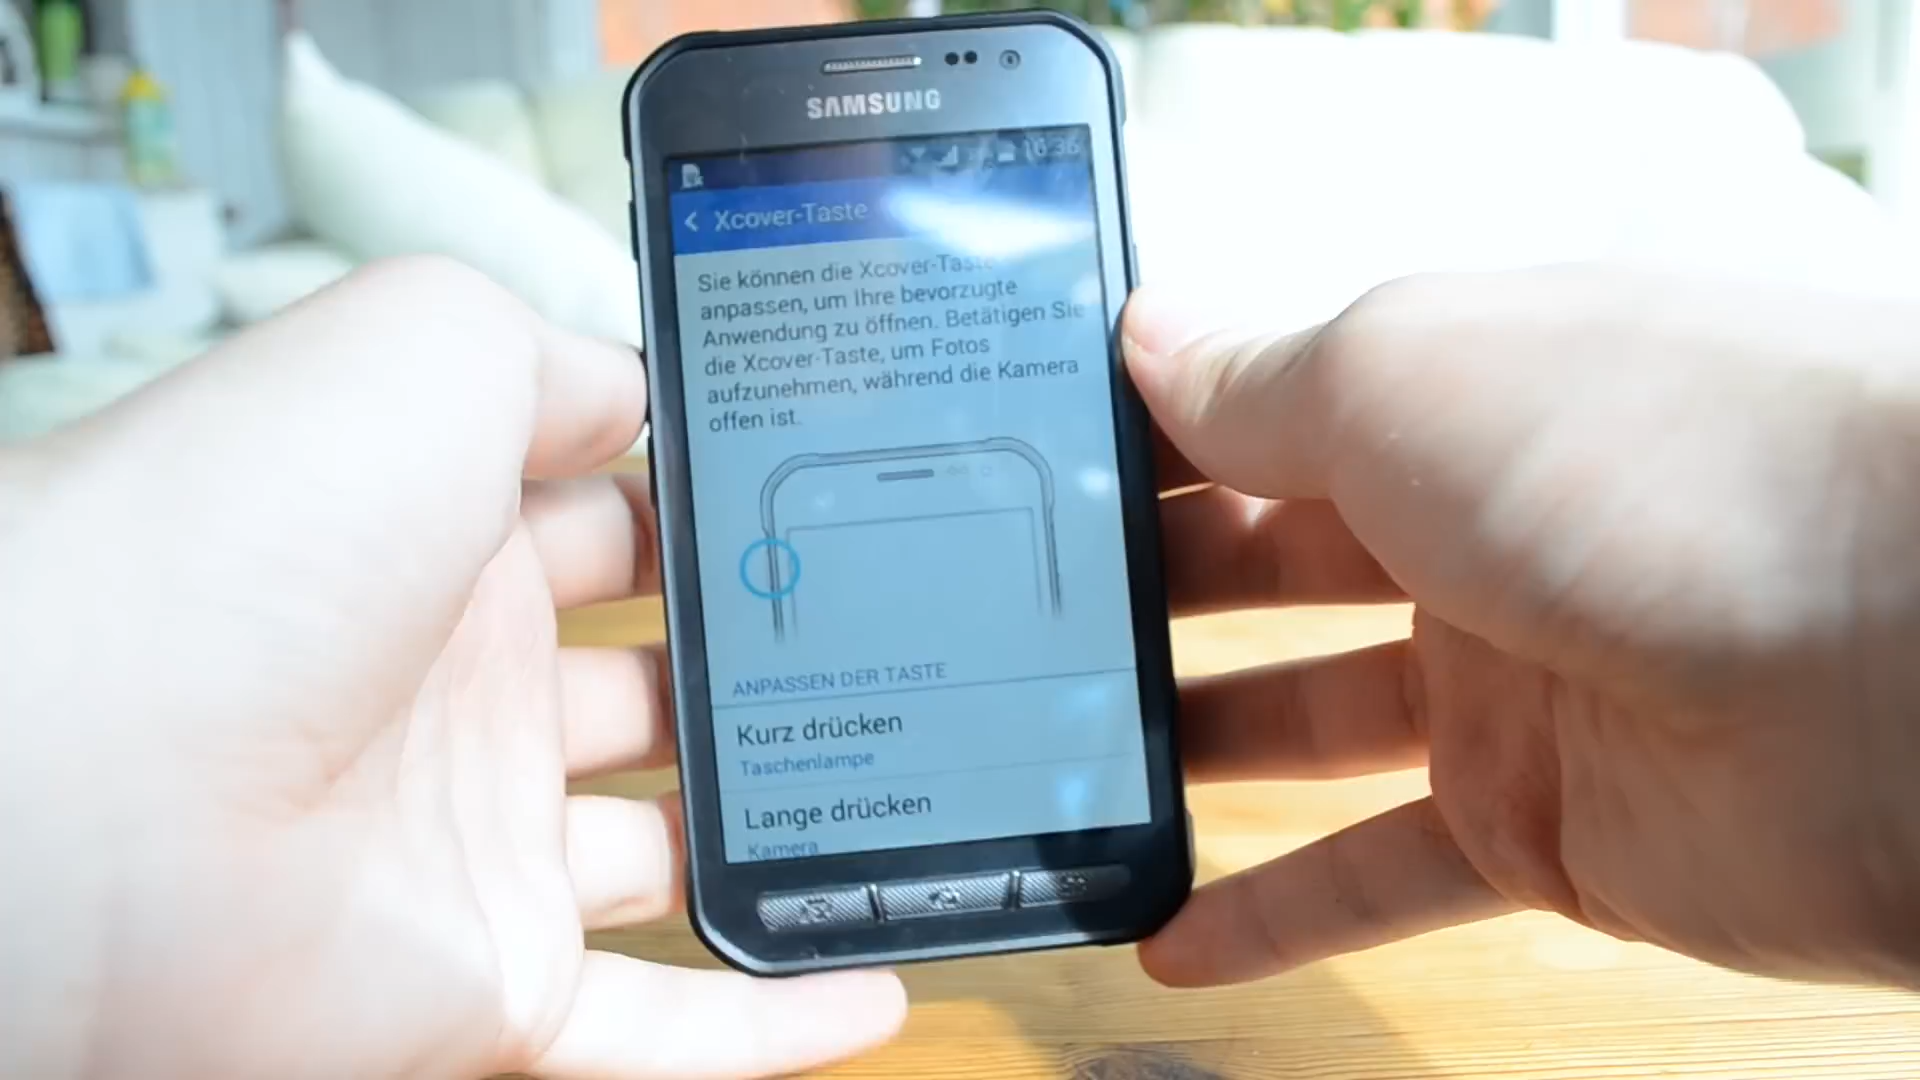 SAMSUNG
16:36
Xcover-Taste
Sie können die Xcover-Taste
anpassen, um Ihre bevorzugte
Anwendung zu öffnen. Betätigen Sie
die Xcover-Taste, um Fotos
aufzunehmen, während die Kamera
offen ist.
ANPASSEN DER TASTE
Kurz drücken
Taschenlampe
Lange drücken
Kamera